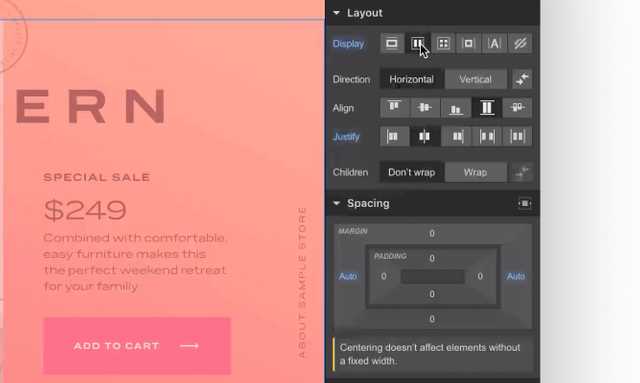 ERN
SPECIAL SALE
$249
Combined with comfortable,
easy furniture makes this
the perfect weekend retreat
for your family
ADD TO CART
ABOUT SAMPLE STORE
Layout
Display
Direction
Horizontal
Vertical
Align
Justify
Children
Don't wrap
Wrap
Spacing
MARGIN
0
PADDING
0
Auto
0
0
Auto
0
0
Centering doesn't affect elements without
a fixed width.